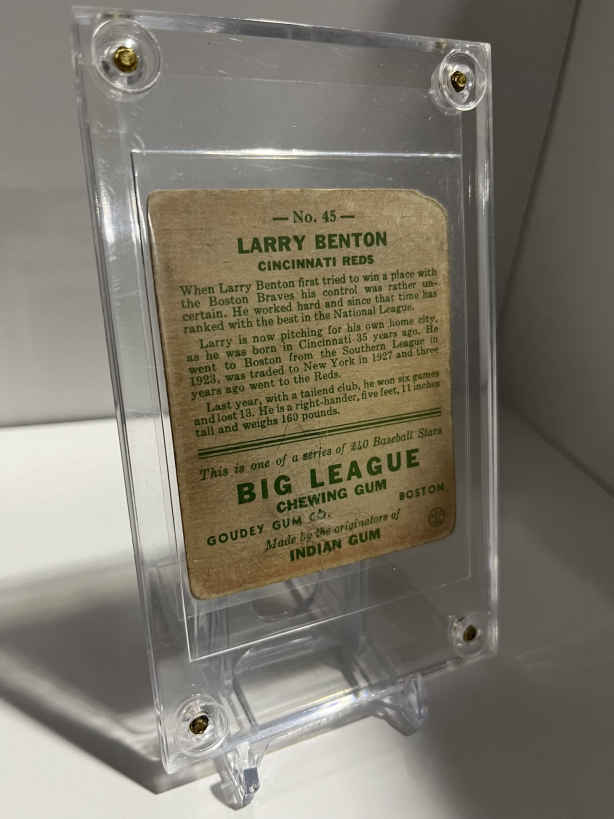 — No. 45 —
LARRY BENTON
CINCINNATI REDS
When Larry Benton first tried to win a place with
the Boston Braves his control was rather un-
certain. He worked hard and since that time has
ranked with the best in the National League.
Larry is now pitching for his own home city,
as he was born in Cincinnati 35 years ago. He
went to Boston from the Southern League in
1923, was traded to New York in 1927 and three
years ago went to the Reds.
Last year, with a tailend club, he won six games
and lost 13. He is a right-hander, five feet, 11 inches
tall and weighs 160 pounds.
This is one of a series of 240 Baseball Stars
BIG LEAGUE
CHEWING GUM
GOUDEY GUM CO. BOSTON
Made by the originators of
INDIAN GUM